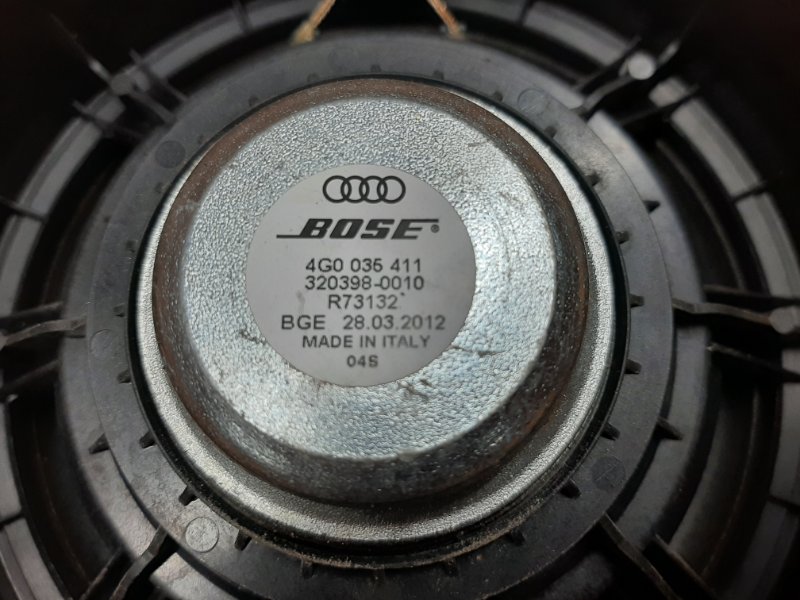 BOSE®
4G0 035 411
320398-0010
R73132
BGE 28.03.2012
MADE IN ITALY
04S